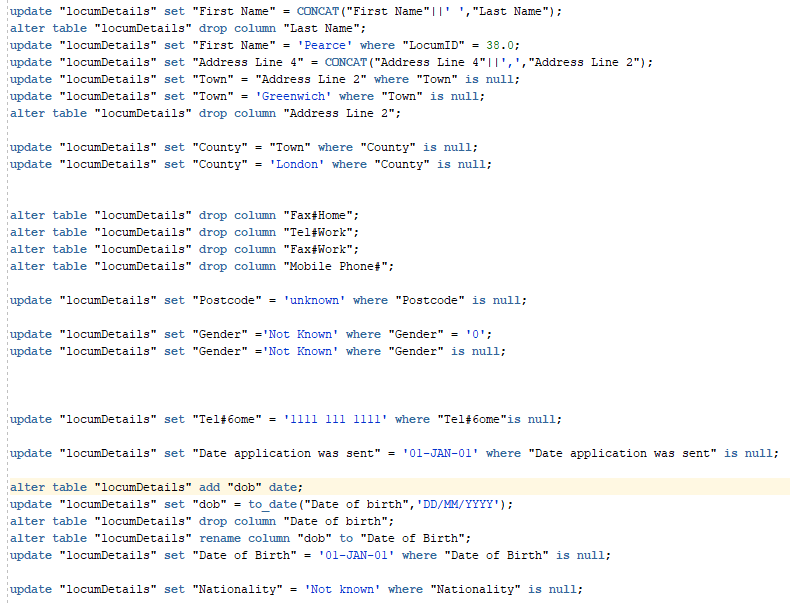 update "locumDetails" set "First Name" = CONCAT("First Name"||' ',"Last Name");
alter table "locumDetails" drop column "Last Name";
update "locumDetails" set "First Name" = 'Pearce' where "LocumID" = 38.0;
update "locumDetails" set "Address Line 4" = CONCAT("Address Line 4"||',',"Address Line 2");
update "locumDetails" set "Town" = "Address Line 2" where "Town" is null;
update "locumDetails" set "Town" = 'Greenwich' where "Town" is null;
alter table "locumDetails" drop column "Address Line 2";
update "locumDetails" set "County" = "Town" where "County" is null;
update "locumDetails" set "County" = 'London' where "County" is null;
alter table "locumDetails" drop column "Fax#Home";
alter table "locumDetails" drop column "Tel#Work";
alter table "locumDetails" drop column "Fax#Work";
alter table "locumDetails" drop column "Mobile Phone#";
update "locumDetails" set "Postcode" = 'unknown' where "Postcode" is null;
update "locumDetails" set "Gender" ='Not Known' where "Gender" = '0';
update "locumDetails" set "Gender" ='Not Known' where "Gender" is null;
update "locumDetails" set "Tel#6ome" = '1111 111 1111' where "Tel#6ome"is null;
update "locumDetails" set "Date application was sent" = '01-JAN-01' where "Date application was sent" is null;
alter table "locumDetails" add "dob" date;
update "locumDetails" set "dob" = to_date("Date of birth",'DD/MM/YYYY');
alter table "locumDetails" drop column "Date of birth";
alter table "locumDetails" rename column "dob" to "Date of Birth";
update "locumDetails" set "Date of Birth" = '01-JAN-01' where "Date of Birth" is null;
update "locumDetails" set "Nationality" = 'Not known' where "Nationality" is null;